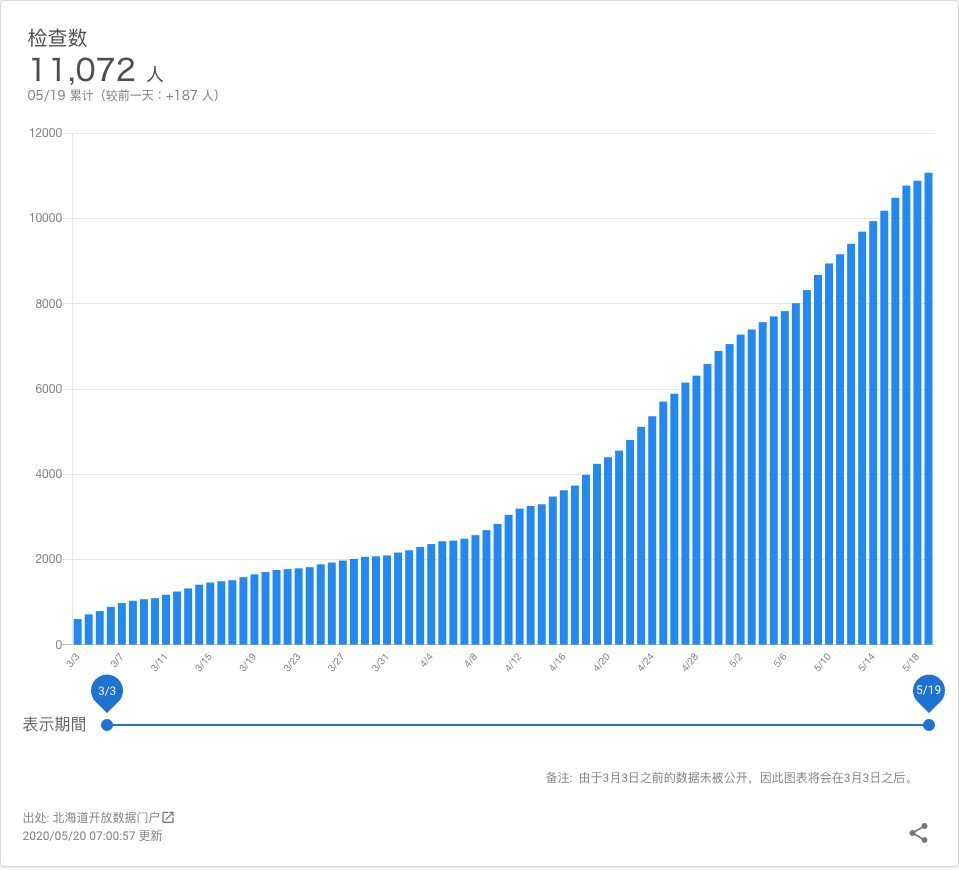 检查数
11,072 人
05/19 累计（较前一天：+187 人）
12000
10000
8000
6000
4000
2000
0
3/3 3/7 3/11 3/15 3/19 3/23 3/27 3/31 4/4 4/8 4/12 4/16 4/20 4/24 4/28 5/2 5/6 5/10 5/14 5/18
3/3 5/19
表示期間
备注: 由于3月3日之前的数据未被公开，因此图表将会在3月3日之后。
出处: 北海道开放数据门户
2020/05/20 07:00:57 更新